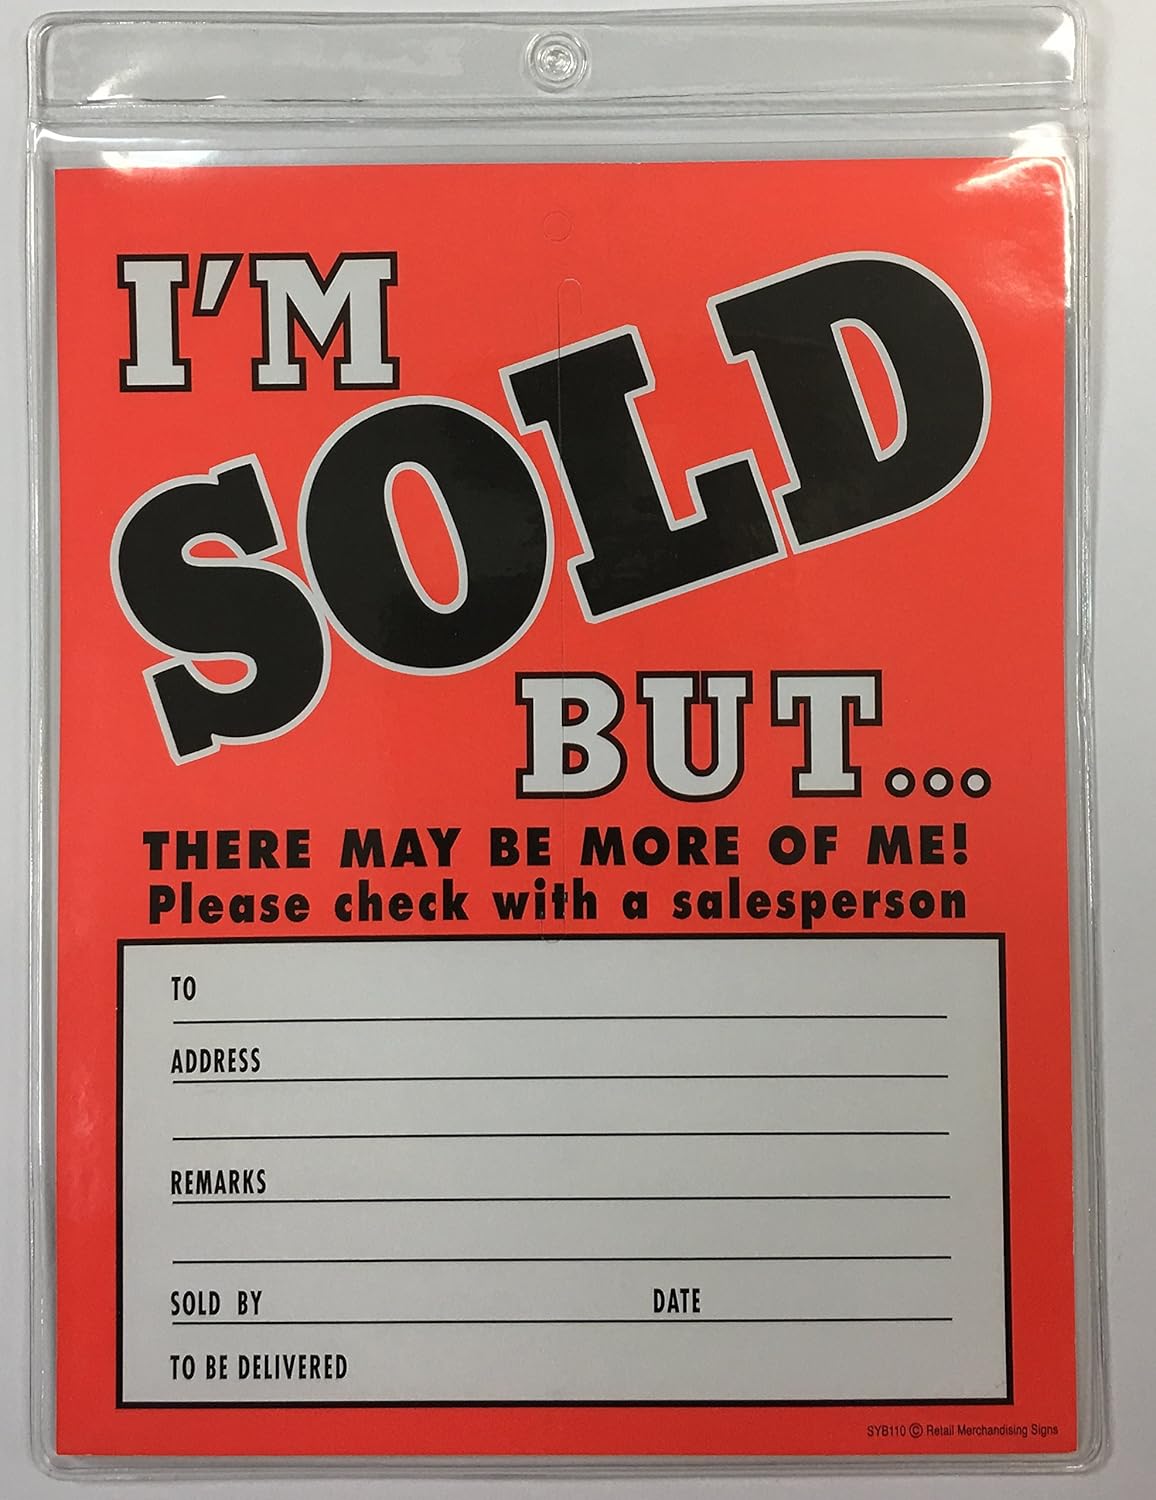 I'M
SOLD
BUT...
THERE MAY BE MORE OF ME!
Please check with a salesperson
TO
ADDRESS
REMARKS
SOLD BY DATE
TO BE DELIVERED
SYB110 © Retail Merchandising Signs